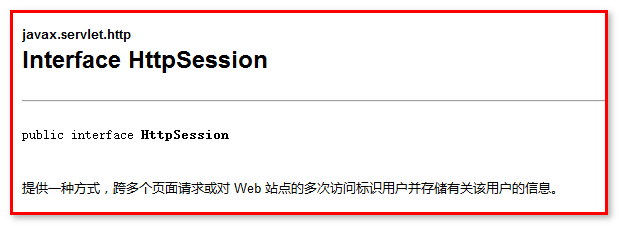 javax.servlet.http
Interface HttpSession
public interface HttpSession
提供一种方式，跨多个页面请求或对 Web 站点的多次访问标识用户并存储有关该用户的信息。